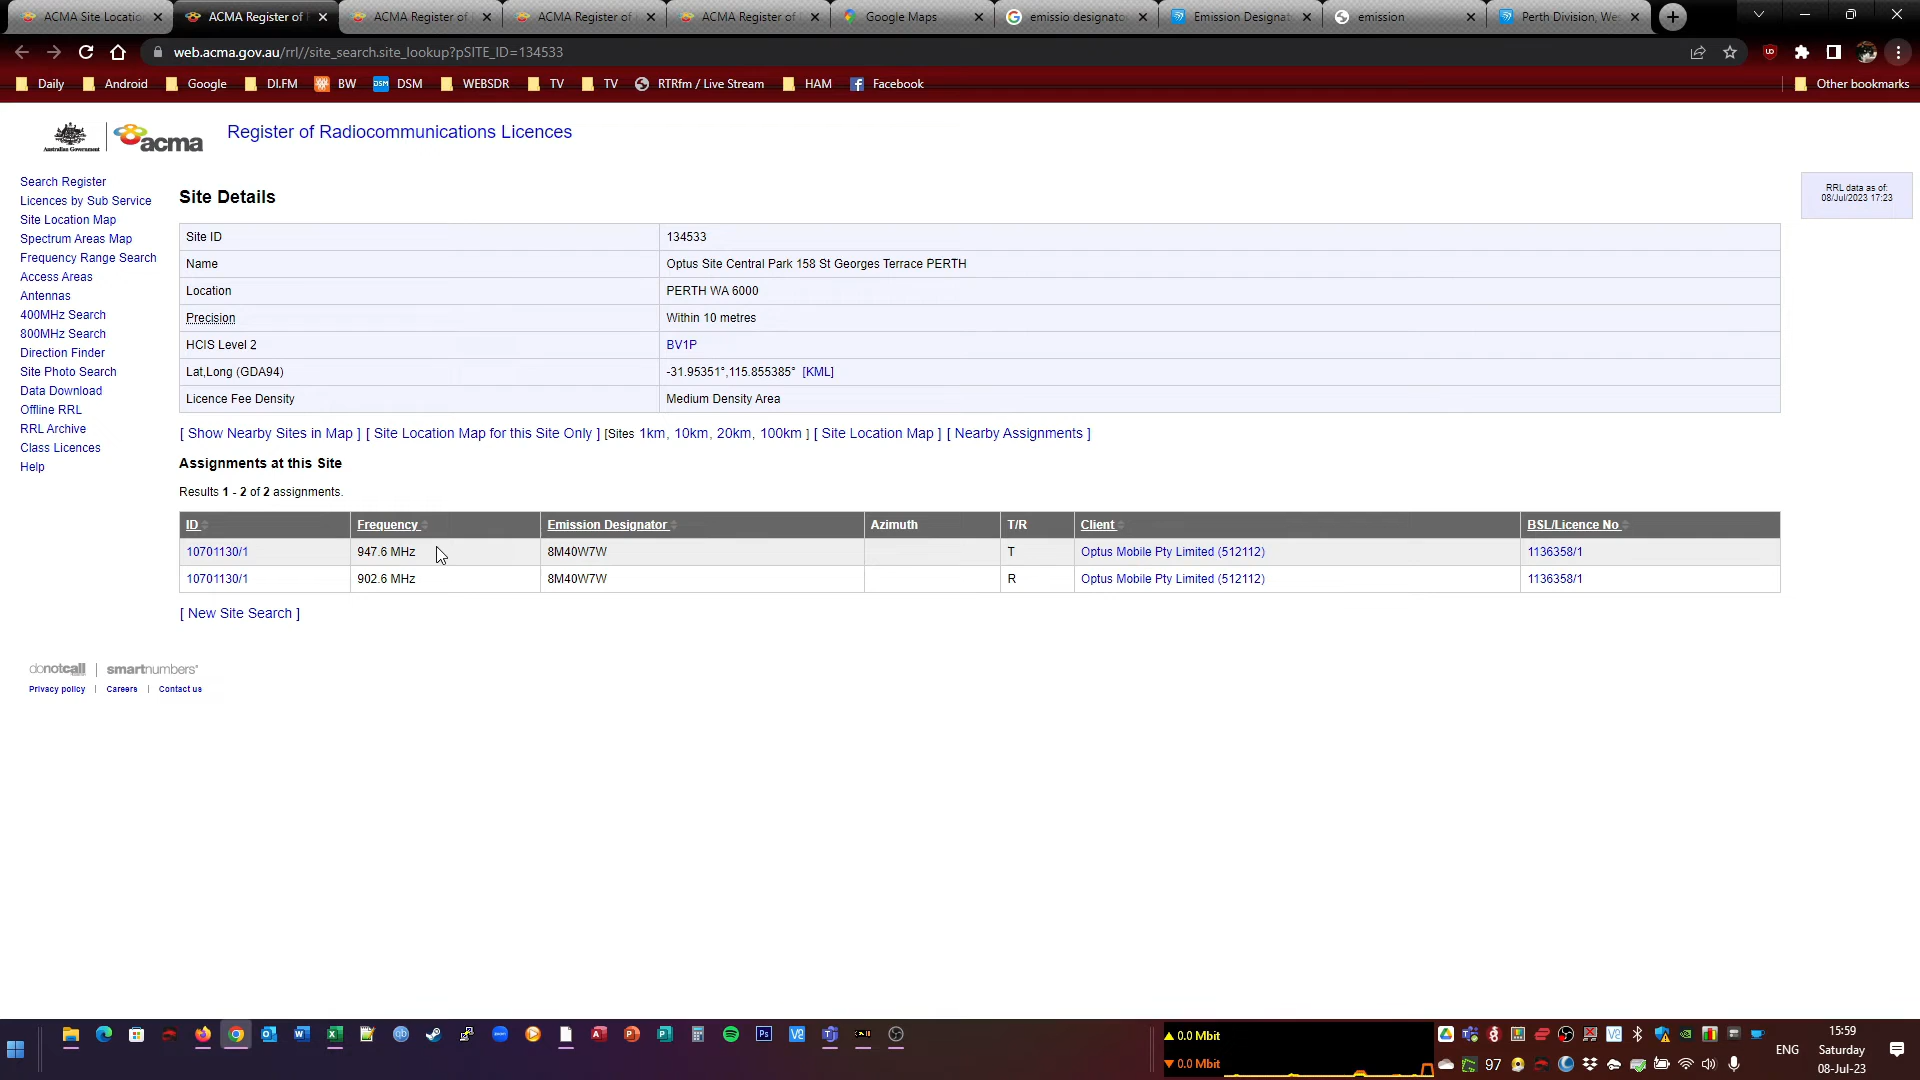 ACMA Site Locatio
ACMA Register of
ACMA Register of
ACMA Register of
ACMA Register of
Google Maps
emissio designato
Emission Designat
emission
Perth Division, We
web.acma.gov.au/rrl//site_search.site_lookup?pSITE_ID=134533
Daily
Android
Google
DI.FM
BW
DSM
WEBSDR
TV
TV
RTRfm / Live Stream
HAM
Facebook
Other bookmarks
Australian Government
acma
Register of Radiocommunications Licences
Search Register
Licences by Sub Service
Site Location Map
Spectrum Areas Map
Frequency Range Search
Access Areas
Antennas
400MHz Search
800MHz Search
Direction Finder
Site Photo Search
Data Download
Offline RRL
RRL Archive
Class Licences
Help
RRL data as of:
08/Jul/2023 17:23
Site Details
Site ID 134533
Name Optus Site Central Park 158 St Georges Terrace PERTH
Location PERTH WA 6000
Precision Within 10 metres
HCIS Level 2 BV1P
Lat,Long (GDA94) -31.95351°,115.855385° [KML]
Licence Fee Density Medium Density Area
[ Show Nearby Sites in Map ] [ Site Location Map for this Site Only ] [Sites 1km, 10km, 20km, 100km ] [ Site Location Map ] [ Nearby Assignments ]
Assignments at this Site
Results 1 - 2 of 2 assignments.
ID Frequency Emission Designator Azimuth T/R Client BSL/Licence No
10701130/1 947.6 MHz 8M40W7W T Optus Mobile Pty Limited (512112) 1136358/1
10701130/1 902.6 MHz 8M40W7W R Optus Mobile Pty Limited (512112) 1136358/1
[ New Site Search ]
donotcall | smartnumbers
Privacy policy | Careers | Contact us
0.0 Mbit
0.0 Mbit
97
ENG
15:59
Saturday
08-Jul-23